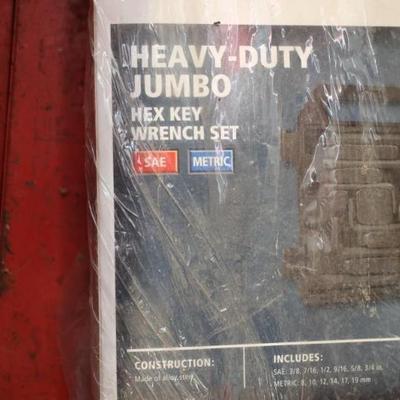 HEAVY-DUTY
JUMBO
HEX KEY
WRENCH SET
SAE METRIC
CONSTRUCTION:
Made of alloy steel
INCLUDES:
SAE: 3/8, 7/16, 1/2, 9/16, 5/8, 3/4 in.
METRIC: 8, 10, 12, 14, 17, 19 mm